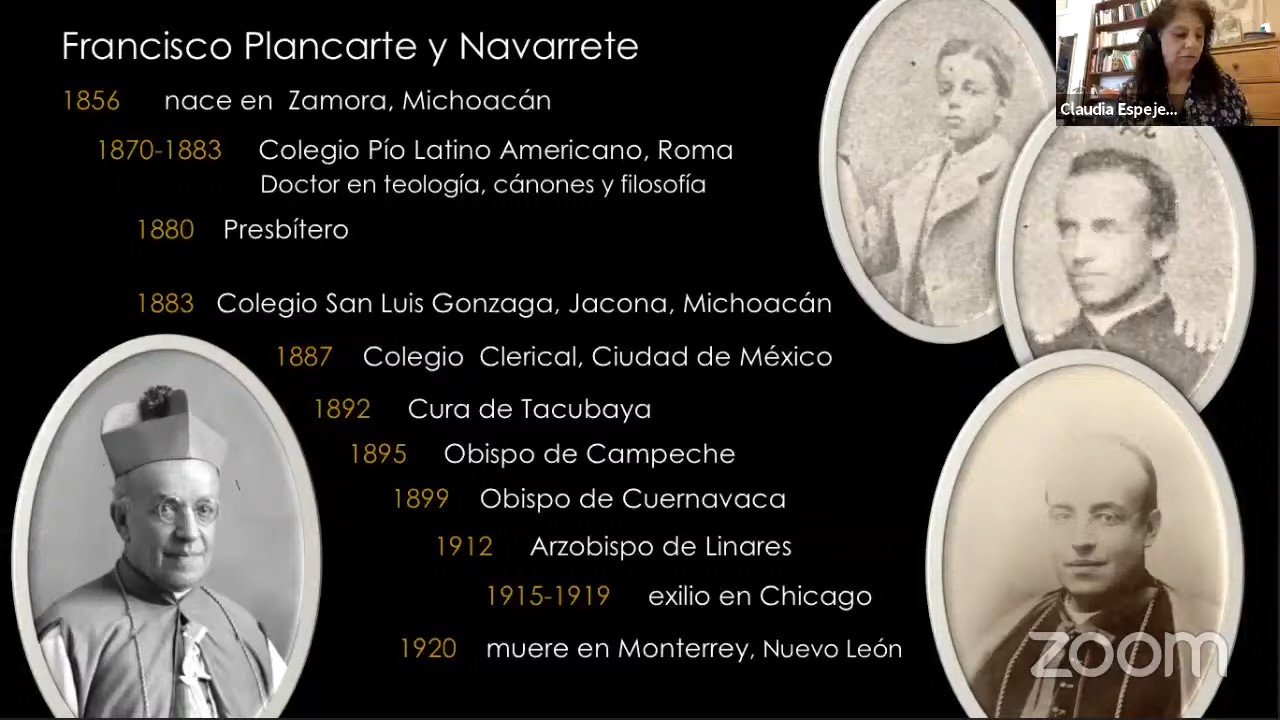 Francisco Plancarte y Navarrete
1856 nace en Zamora, Michoacán
1870-1883 Colegio Pío Latino Americano, Roma
Doctor en teología, cánones y filosofía
1880 Presbítero
1883 Colegio San Luis Gonzaga, Jacona, Michoacán
1887 Colegio Clerical, Ciudad de México
1892 Cura de Tacubaya
1895 Obispo de Campeche
1899 Obispo de Cuernavaca
1912 Arzobispo de Linares
1915-1919 exilio en Chicago
1920 muere en Monterrey, Nuevo León
Claudia Espeje...
zoom